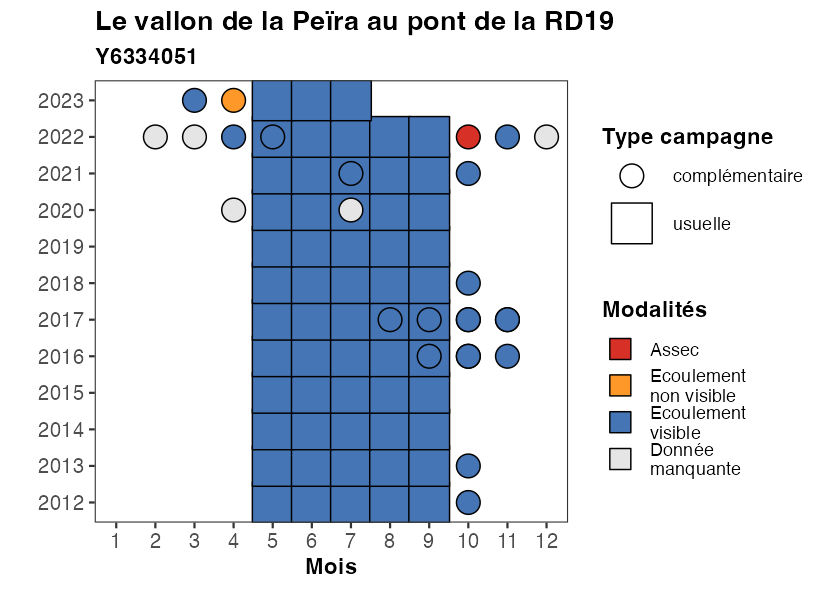 Le vallon de la Peïra au pont de la RD19
Y6334051
2023
2022
2021
2020
2019
2018
2017
2016
2015
2014
2013
2012
1 2 3 4 5 6 7 8 9 10 11 12
Mois
Type campagne
complémentaire
usuelle
Modalités
Assec
Ecoulement
non visible
Ecoulement
visible
Donnée
manquante